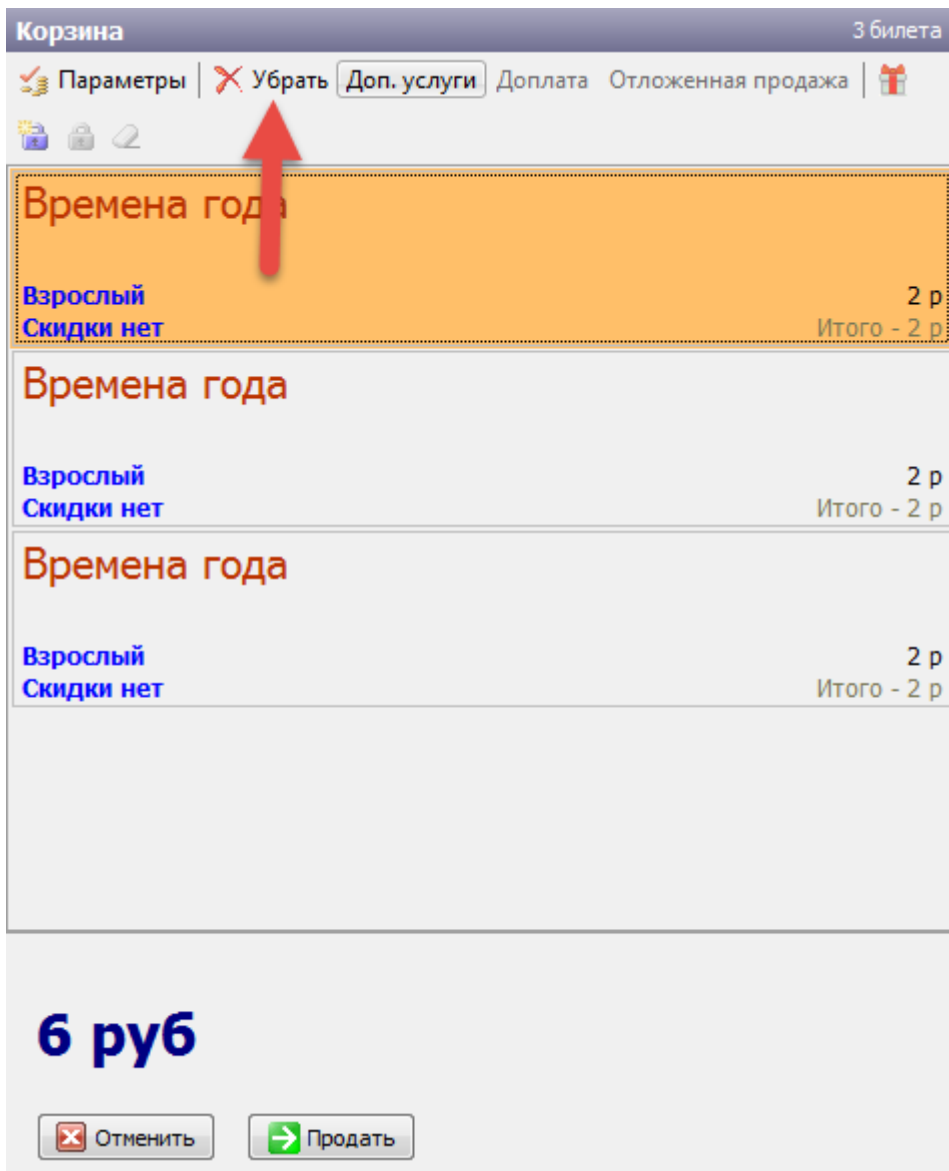 Корзина 3 билета
Параметры Убрать Доп. услуги Доплата Отложенная продажа
Времена года
Взрослый 2 р
Скидки нет Итого - 2 р
Времена года
Взрослый 2 р
Скидки нет Итого - 2 р
Времена года
Взрослый 2 р
Скидки нет Итого - 2 р
6 руб
Отменить Продать